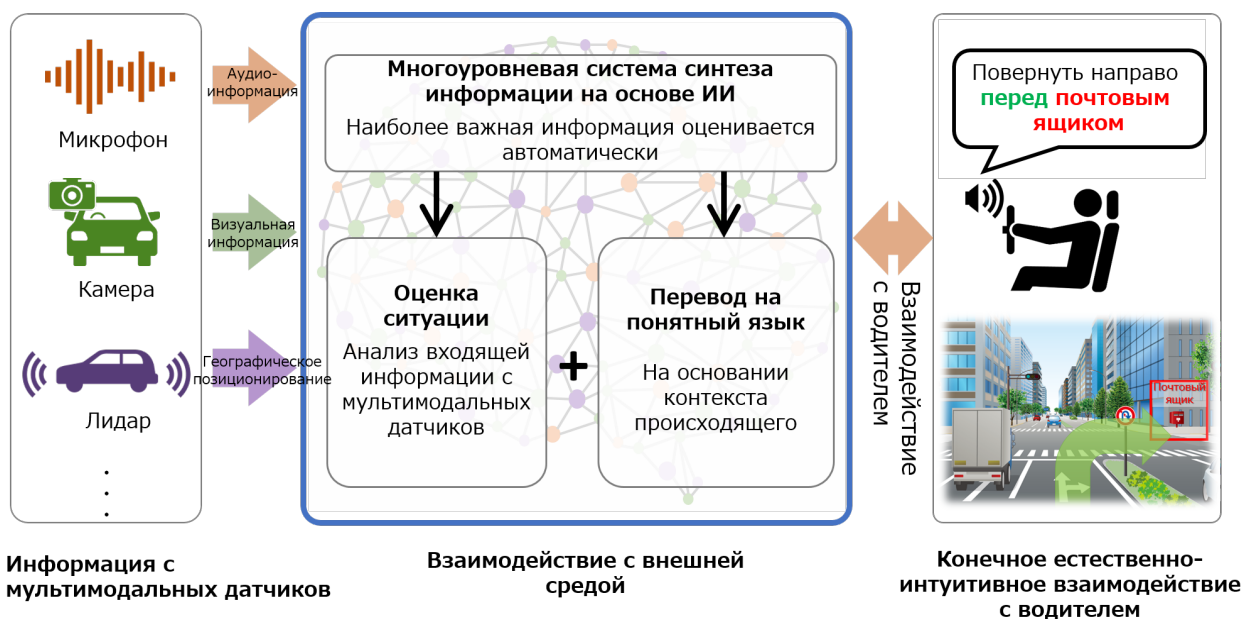 Микрофон
Камера
Лидар
.
.
.
Аудио-
информация
Визуальная
информация
Географическое
позиционирование
Многоуровневая система синтеза
информации на основе ИИ
Наиболее важная информация оценивается
автоматически
Оценка
ситуации
Анализ входящей
информации с
мультимодальных
датчиков
+
Перевод на
понятный язык
На основании
контекста
происходящего
Взаимодействие
с водителем
Повернуть направо
перед почтовым
ящиком
Почтовый
ящик
Информация с
мультимодальных датчиков
Взаимодействие с внешней
средой
Конечное естественно-
интуитивное взаимодействие
с водителем